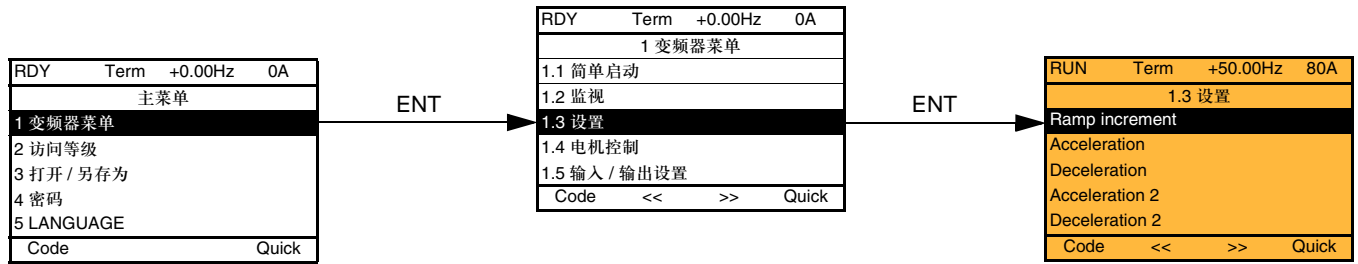 RDY Term +0.00Hz 0A
主菜单
1 变频器菜单
2 访问等级
3 打开 / 另存为
4 密码
5 LANGUAGE
Code Quick
ENT
RDY Term +0.00Hz 0A
1 变频器菜单
1.1 简单启动
1.2 监视
1.3 设置
1.4 电机控制
1.5 输入 / 输出设置
Code << >> Quick
ENT
RUN Term +50.00Hz 80A
1.3 设置
Ramp increment
Acceleration
Deceleration
Acceleration 2
Deceleration 2
Code << >> Quick